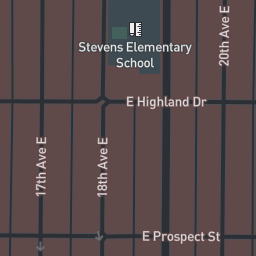 Stevens Elementary
School
20th Ave E
E Highland Dr
17th Ave E
18th Ave E
E Prospect St